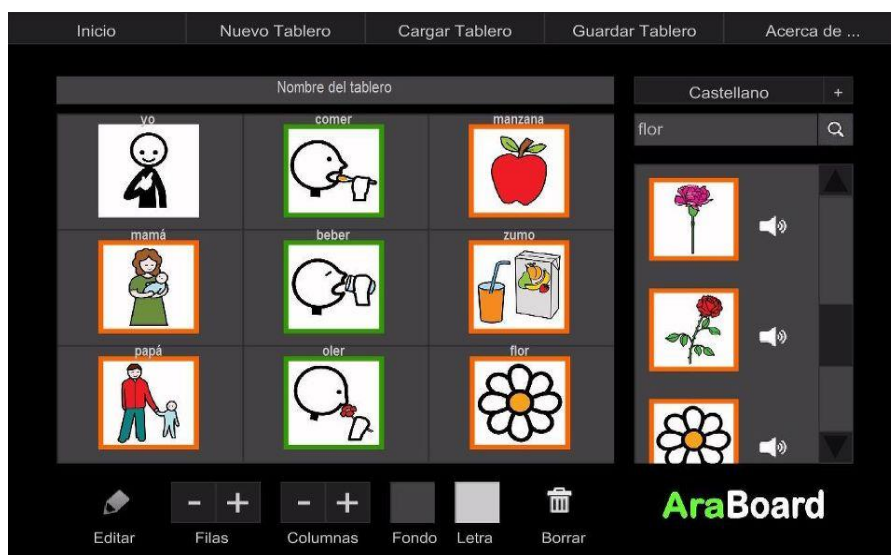 Inicio Nuevo Tablero Cargar Tablero Guardar Tablero Acerca de ...
Nombre del tablero
Castellano +
flor
yo comer manzana
mamá beber zumo
papá oler flor
- + - +
Editar Filas Columnas Fondo Letra Borrar
AraBoard